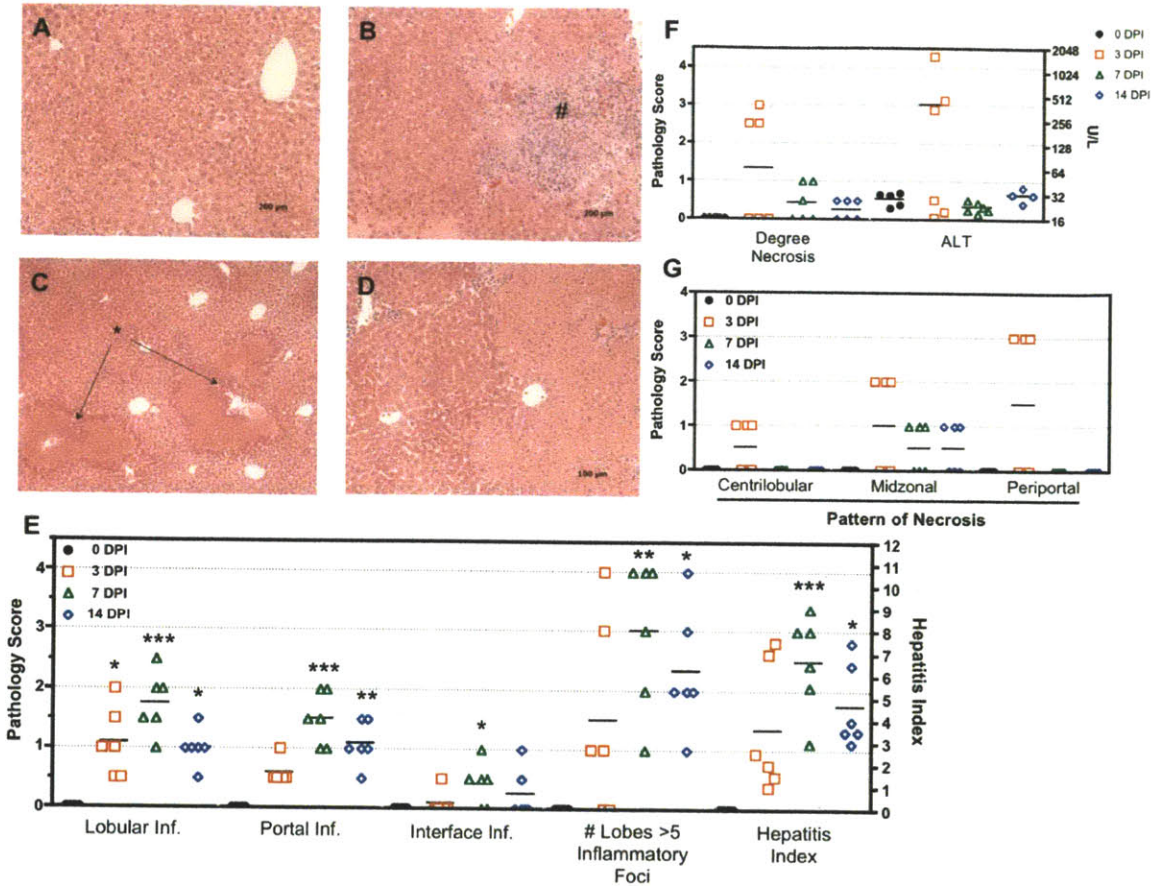 A
200 µm
B
#
200 µm
C
*
D
100 µm
F
Pathology Score
4
3
2
1
0
2048
1024
512
256
128
64
32
16
U/L
0 DPI
3 DPI
7 DPI
14 DPI
Degree
Necrosis
ALT
G
Pathology Score
4
3
2
1
0
0 DPI
3 DPI
7 DPI
14 DPI
Centrilobular
Midzonal
Periportal
Pattern of Necrosis
E
Pathology Score
4
3
2
1
0
0 DPI
3 DPI
7 DPI
14 DPI
*
***
*
***
**
*
**
*
***
*
12
11
10
9
8
7
6
5
4
3
2
1
0
Hepatitis Index
Lobular Inf.
Portal Inf.
Interface Inf.
# Lobes >5
Inflammatory
Foci
Hepatitis
Index